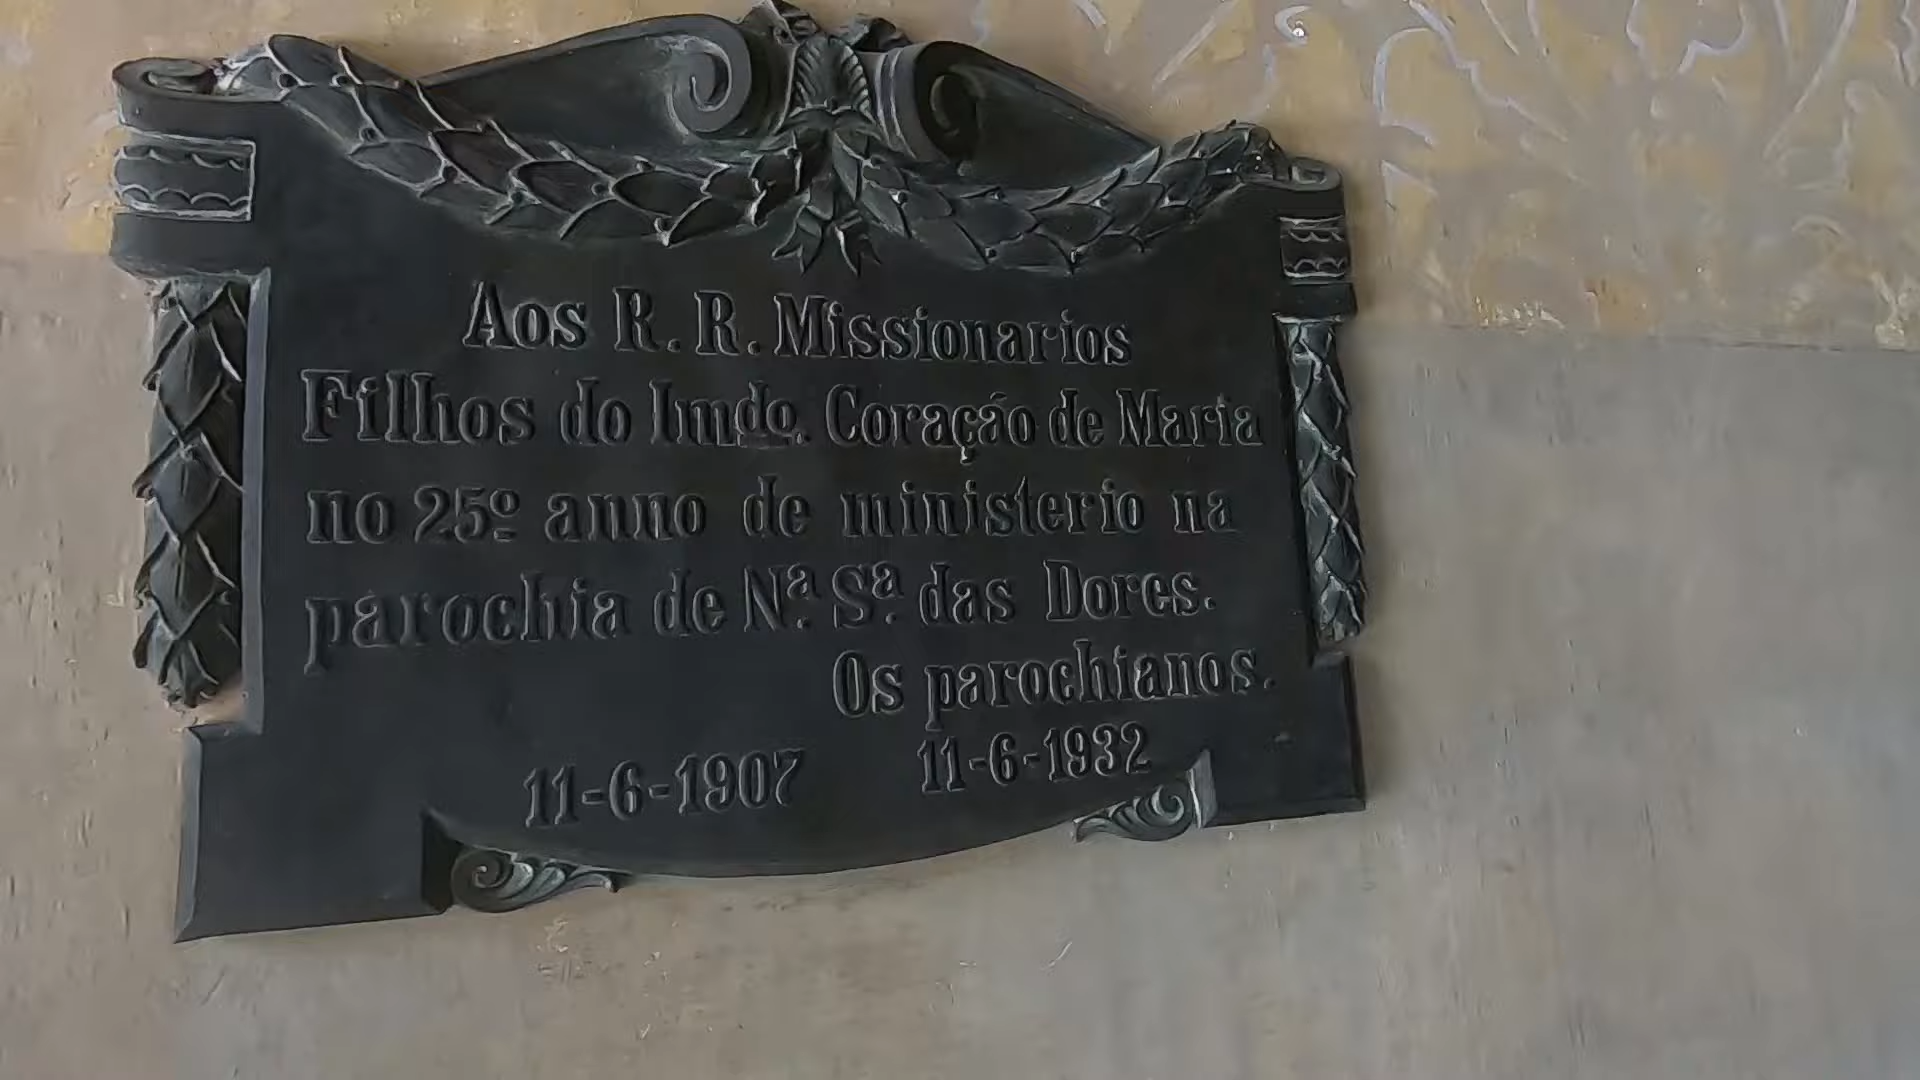 Aos R. R. Missionarios
Filhos do Imdo. Coração de Maria
no 25º anno de ministerio na
parochia de Nª. Sª. das Dores.
Os parochianos.
11-6-1907 11-6-1932